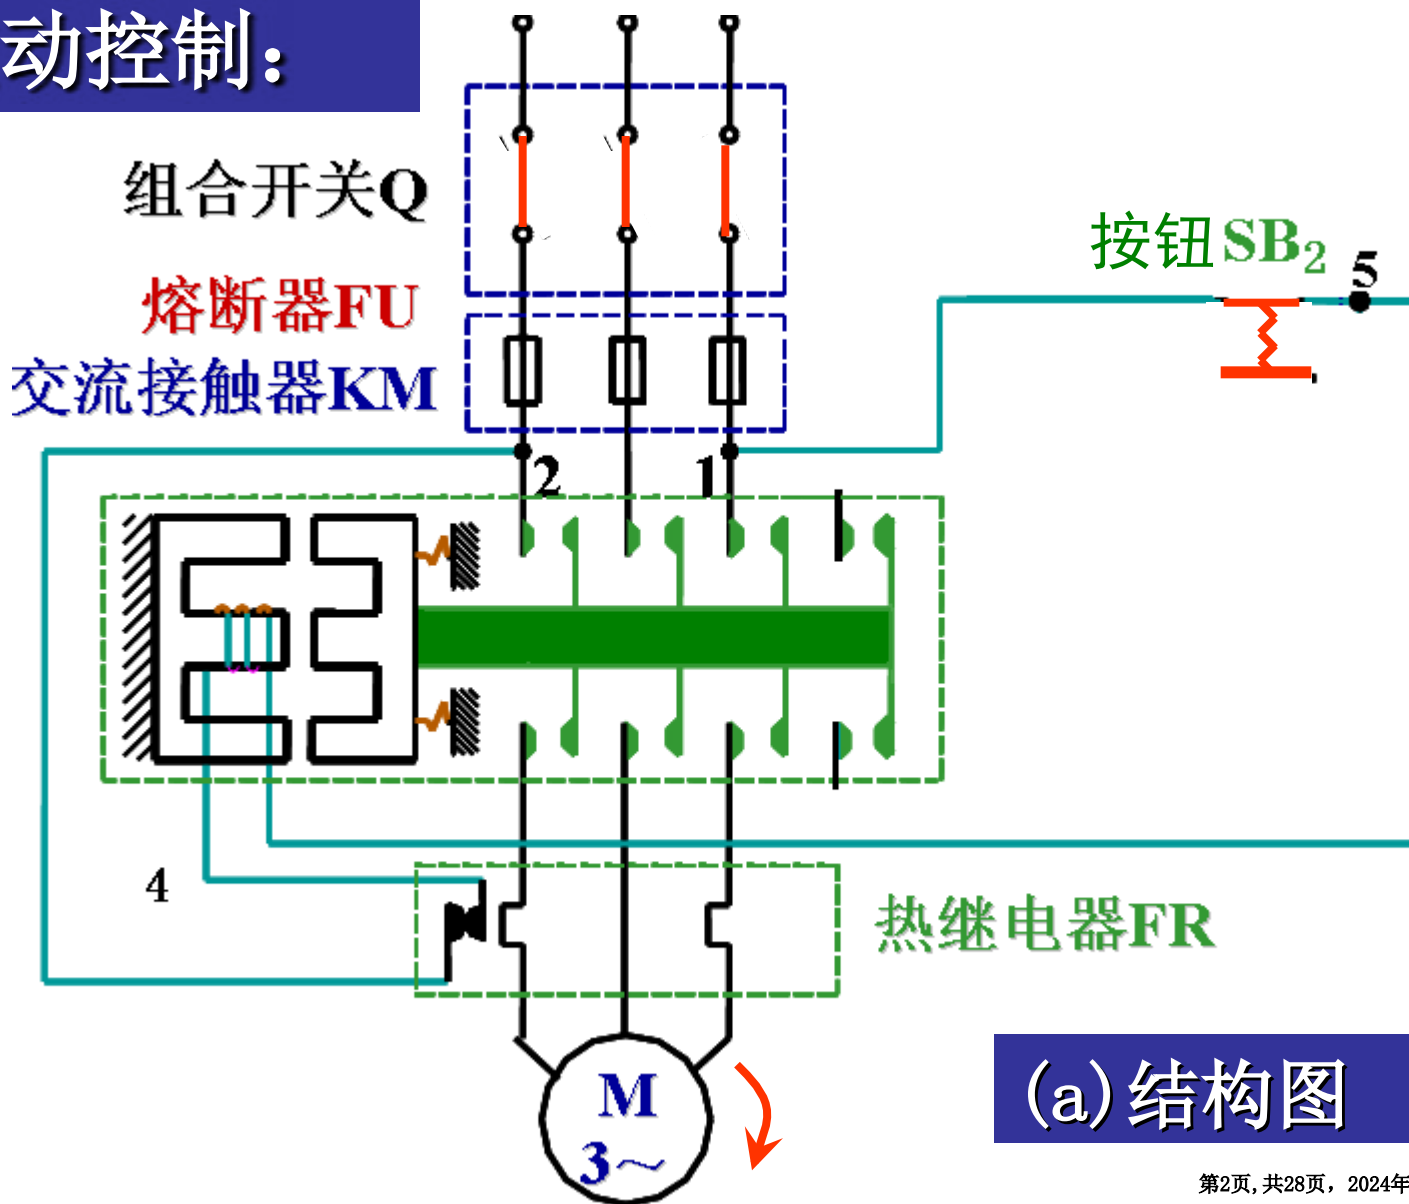 动控制：
组合开关Q
按钮SB2
5
熔断器FU
交流接触器KM
2
1
4
热继电器FR
M
3～
(a)结构图
第2页,共28页，2024年